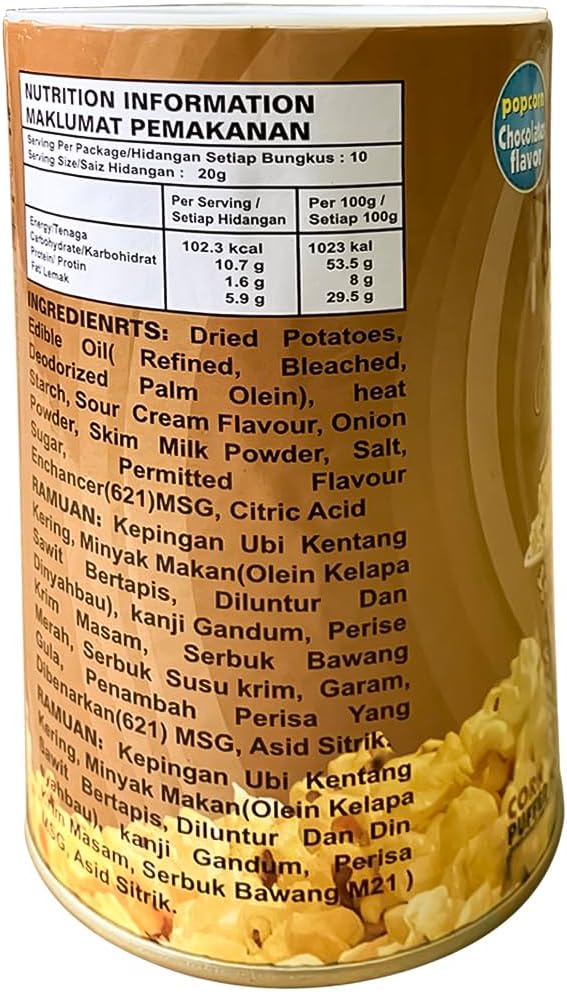 NUTRITION INFORMATION
MAKLUMAT PEMAKANAN
Serving Per Package/Hidangan Setiap Bungkus : 10
Serving Size/Saiz Hidangan : 20g
Per Serving / Per 100g /
Setiap Hidangan Setiap 100g
Energy/Tenaga 102.3 kcal 1023 kal
Carbohydrate/Karbohidrat 10.7 g 53.5 g
Protein/ Protin 1.6 g 8 g
Fat/ Lemak 5.9 g 29.5 g
INGREDIENRTS: Dried Potatoes,
Edible Oil( Refined, Bleached,
Deodorized Palm Olein), heat
Starch, Sour Cream Flavour, Onion
Powder, Skim Milk Powder, Salt,
Sugar, Permitted Flavour
Enchancer(621)MSG, Citric Acid
RAMUAN: Kepingan Ubi Kentang
Kering, Minyak Makan(Olein Kelapa
Sawit Bertapis, Diluntur Dan
Dinyahbau), kanji Gandum, Perise
Krim Masam, Serbuk Bawang
Merah, Serbuk Susu krim, Garam,
Gula, Penambah Perisa Yang
Dibenarkan(621) MSG, Asid Sitrik.
RAMUAN: Kepingan Ubi Kentang
Kering, Minyak Makan(Olein Kelapa
Sawit Bertapis, Diluntur Dan Din
yahbau), kanji Gandum, Perisa
Krim Masam, Serbuk Bawang M21 )
MSG, Asid Sitrik.
popcorn
Chocolate
flavor
CORN
PUFFED